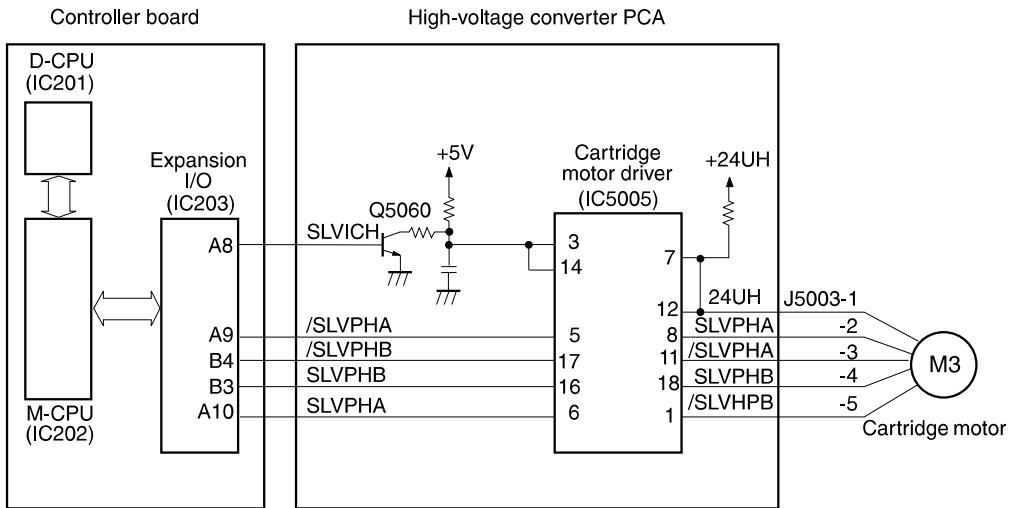 Controller board
High-voltage converter PCA
D-CPU
(IC201)
Expansion
I/O
(IC203)
M-CPU
(IC202)
A8
A9
B4
B3
A10
SLVICH
/SLVPHA
/SLVPHB
SLVPHB
SLVPHA
Q5060
+5V
Cartridge
motor driver
(IC5005)
3
14
5
17
16
6
7
12
8
11
18
1
+24UH
24UH
SLVPHA
/SLVPHA
SLVPHB
/SLVHPB
J5003-1
-2
-3
-4
-5
M3
Cartridge motor